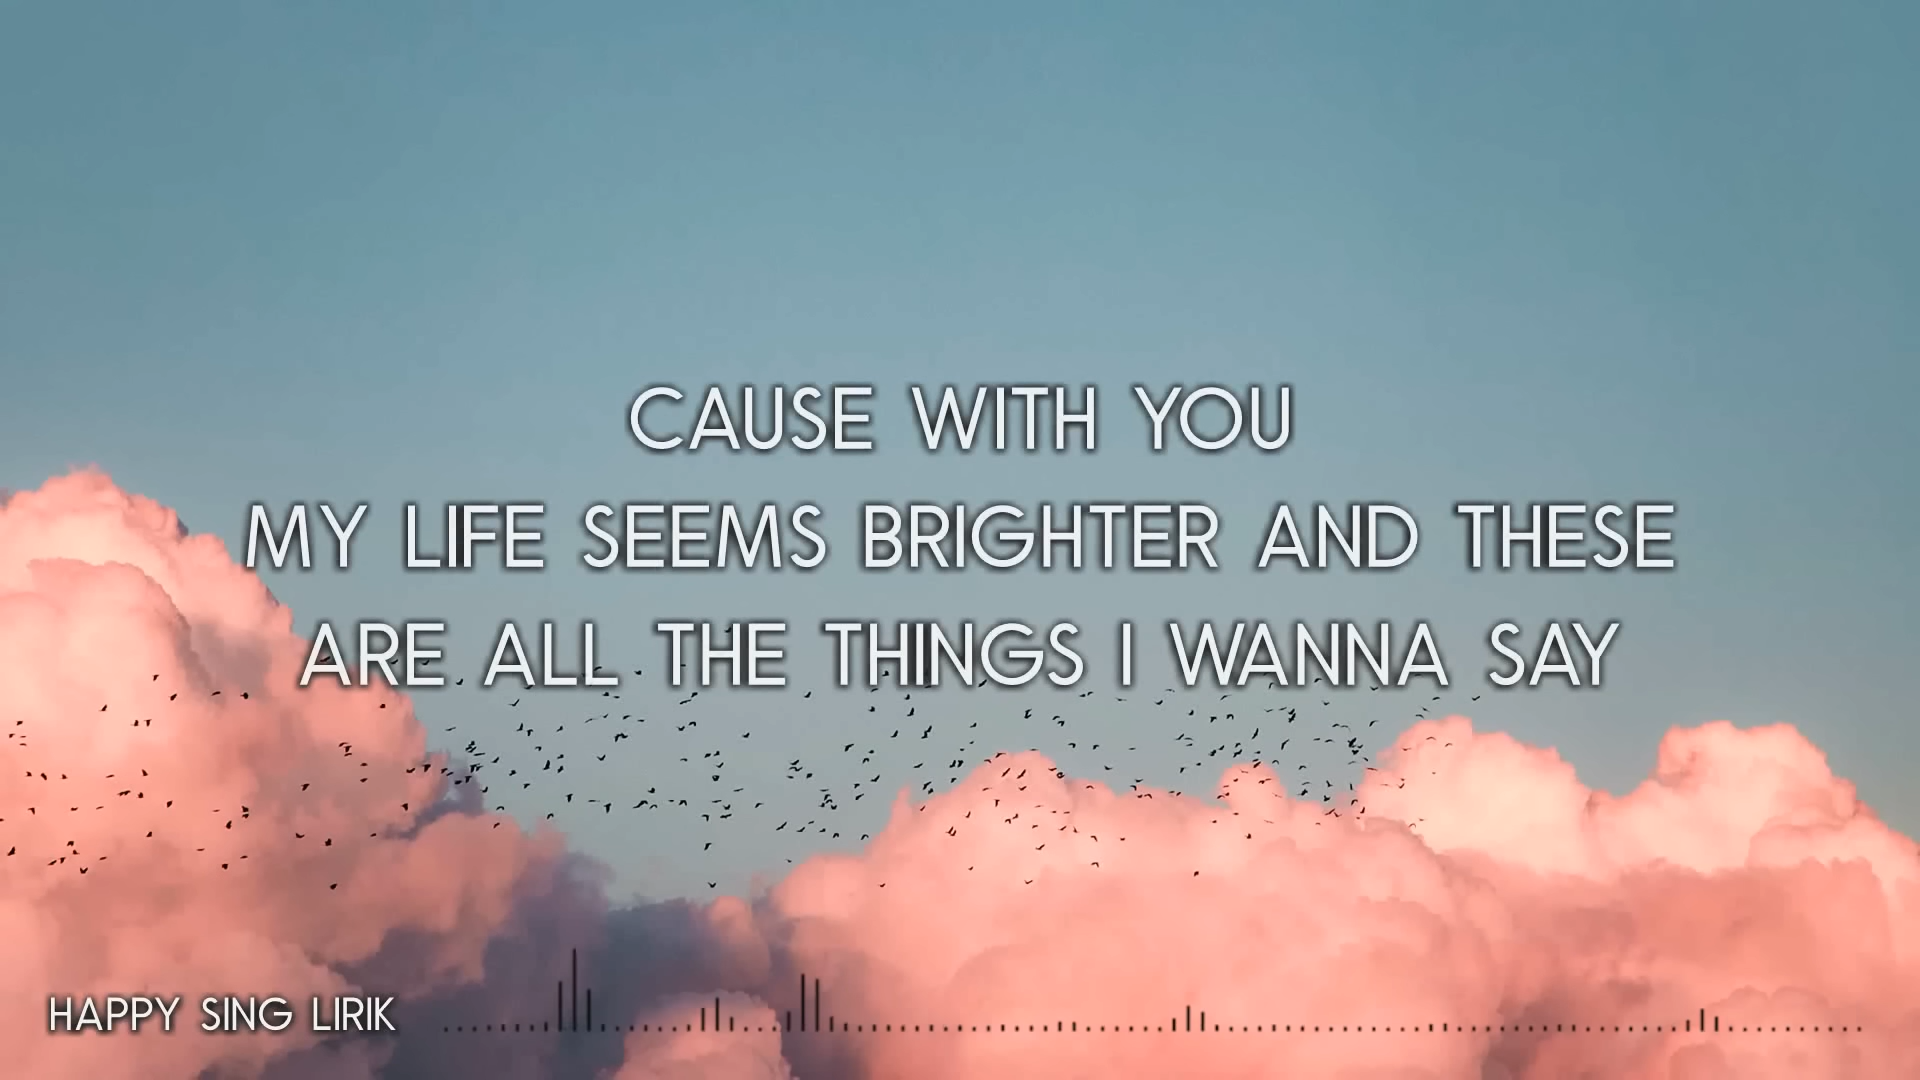 CAUSE WITH YOU
MY LIFE SEEMS BRIGHTER AND THESE
ARE ALL THE THINGS I WANNA SAY
HAPPY SING LIRIK